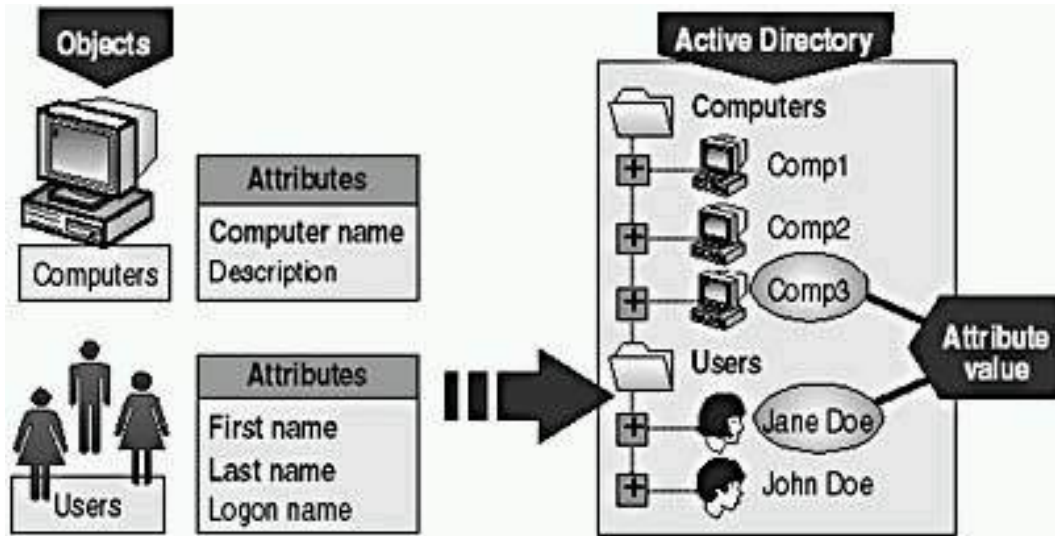 Objects
Computers
Attributes
Computer name
Description
Users
Attributes
First name
Last name
Logon name
Active Directory
Computers
Comp1
Comp2
Comp3
Users
Jane Doe
John Doe
Attribute
value